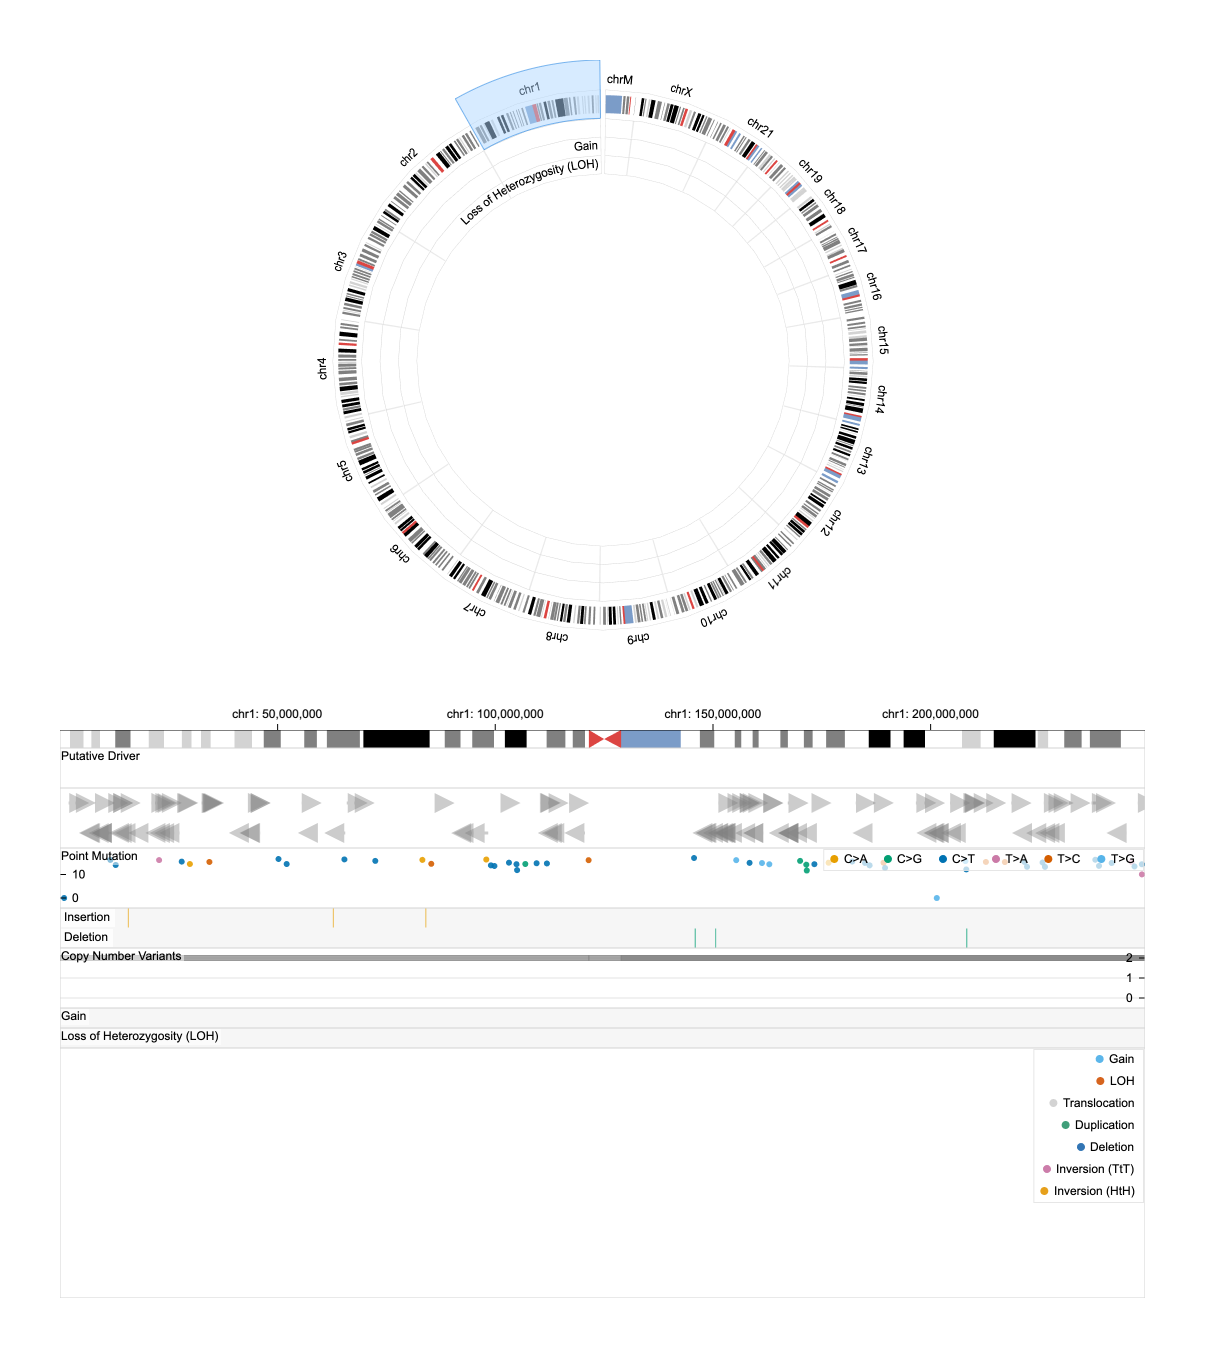 chrM
chrX
chr21
chr19
chr18
chr17
chr16
chr15
chr14
chr13
chr12
chr11
chr10
chr9
chr8
chr7
chr6
chr5
chr4
chr3
chr2
chr1
Gain
Loss of Heterozygosity (LOH)
chr1: 50,000,000 chr1: 100,000,000 chr1: 150,000,000 chr1: 200,000,000
Putative Driver
Point Mutation
C>A C>G C>T T>A T>C T>G
10
0
Insertion
Deletion
Copy Number Variants
2
1
0
Gain
Loss of Heterozygosity (LOH)
Gain
LOH
Translocation
Duplication
Deletion
Inversion (TtT)
Inversion (HtH)